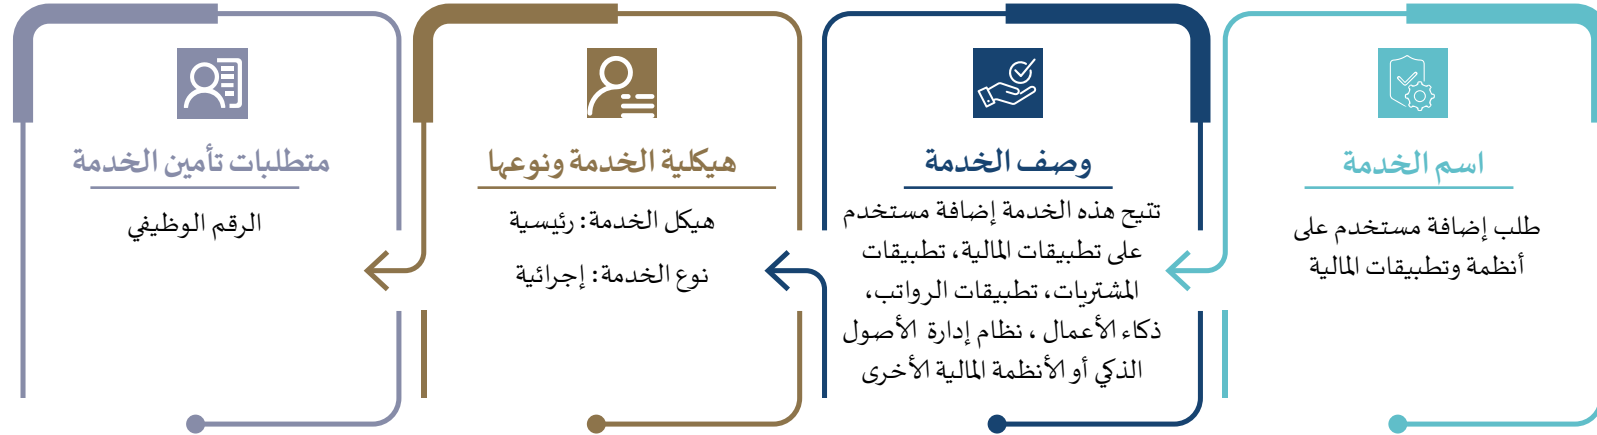 اسم الخدمة
طلب إضافة مستخدم على
أنظمة وتطبيقات المالية
وصف الخدمة
تتيح هذه الخدمة إضافة مستخدم
على تطبيقات المالية، تطبيقات
المشتريات، تطبيقات الرواتب،
ذكاء الأعمال ، نظام إدارة الأصول
الذكي أو الأنظمة المالية الأخرى
هيكلية الخدمة ونوعها
هيكل الخدمة: رئيسية
نوع الخدمة: إجرائية
متطلبات تأمين الخدمة
الرقم الوظيفي